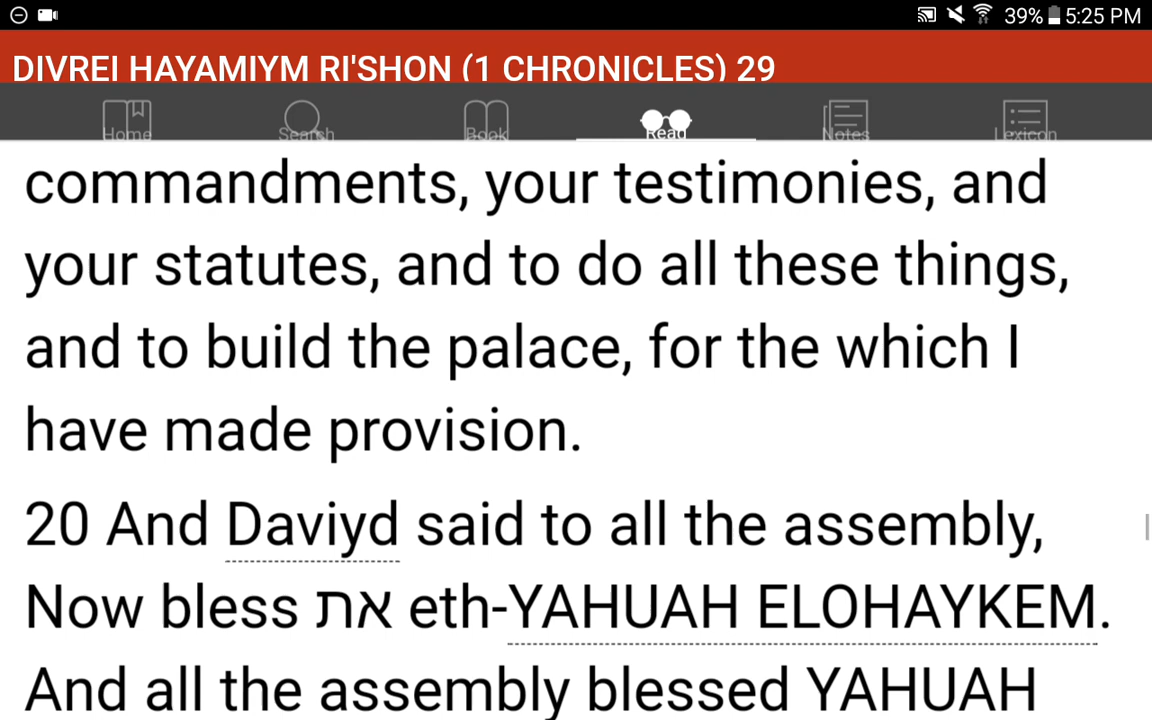 39% 5:25 PM
DIVREI HAYAMIYM RI'SHON (1 CHRONICLES) 29
Home Search Book Read Notes Lexicon
commandments, your testimonies, and
your statutes, and to do all these things,
and to build the palace, for the which I
have made provision.
20 And Daviyd said to all the assembly,
Now bless את eth-YAHUAH ELOHAYKEM.
And all the assembly blessed YAHUAH